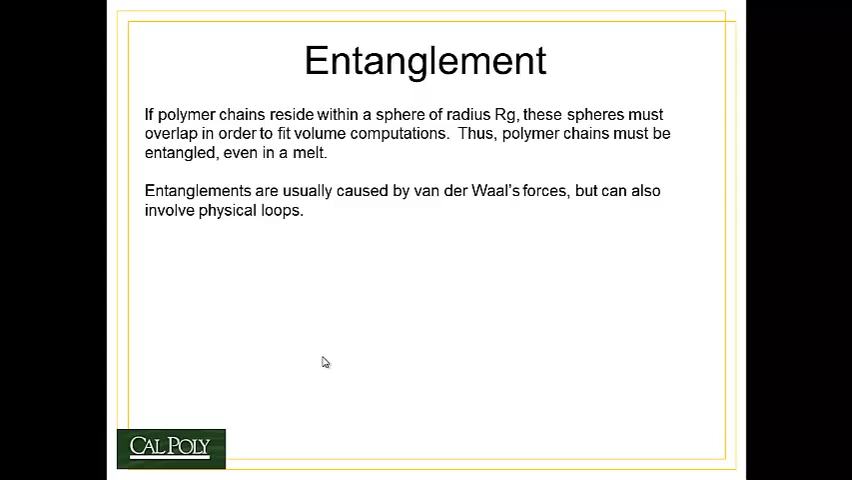 Entanglement
If polymer chains reside within a sphere of radius Rg, these spheres must
overlap in order to fit volume computations.  Thus, polymer chains must be
entangled, even in a melt.
Entanglements are usually caused by van der Waal's forces, but can also
involve physical loops.
CAL POLY